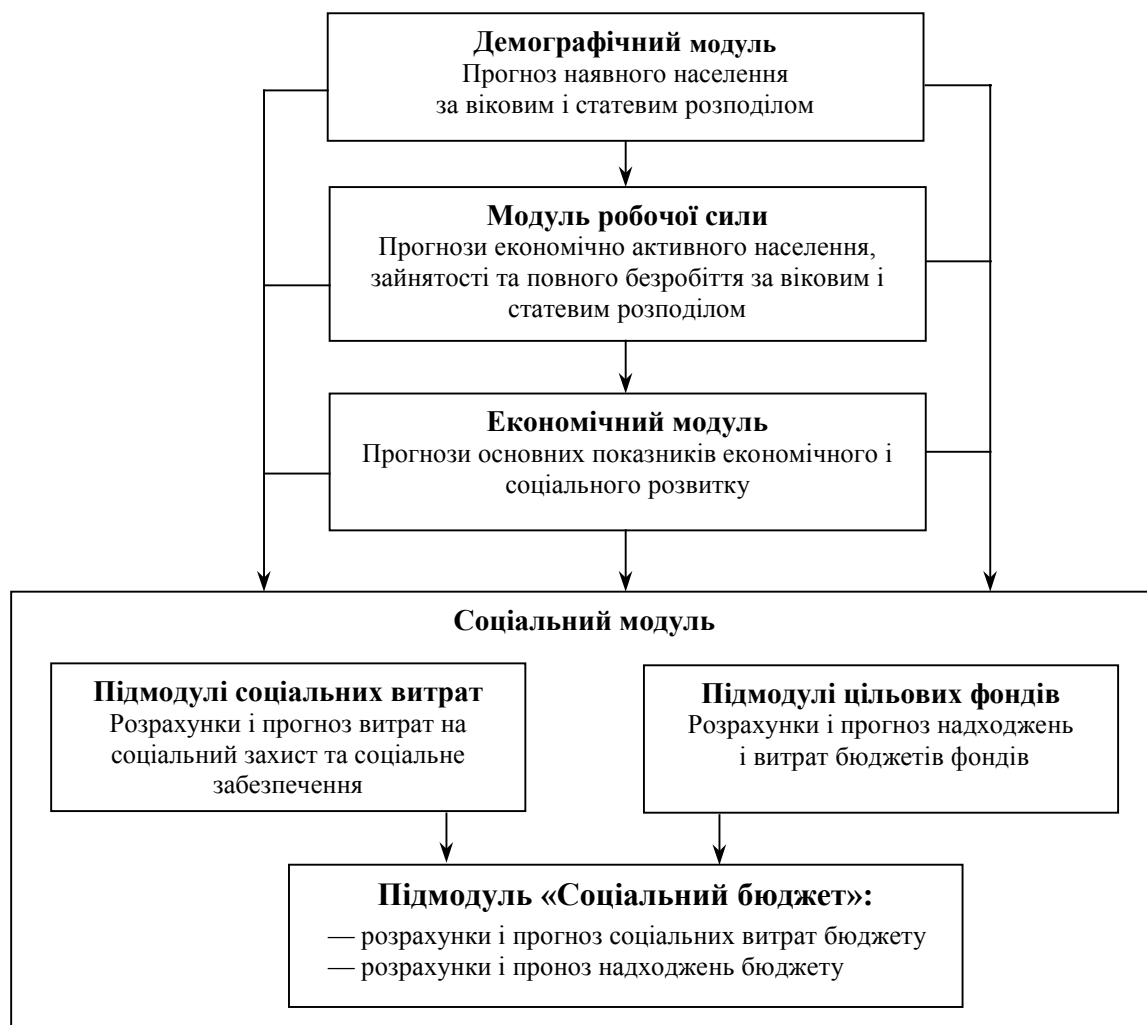 Демографічний модуль
Прогноз наявного населення
за віковим і статевим розподілом
Модуль робочої сили
Прогнози економічно активного населення,
зайнятості та повного безробіття за віковим і
статевим розподілом
Економічний модуль
Прогнози основних показників економічного і
соціального розвитку
Соціальний модуль
Підмодулі соціальних витрат
Розрахунки і прогноз витрат на
соціальний захист та соціальне
забезпечення
Підмодулі цільових фондів
Розрахунки і прогноз надходжень
і витрат бюджетів фондів
Підмодуль «Соціальний бюджет»:
— розрахунки і прогноз соціальних витрат бюджету
— розрахунки і проноз надходжень бюджету